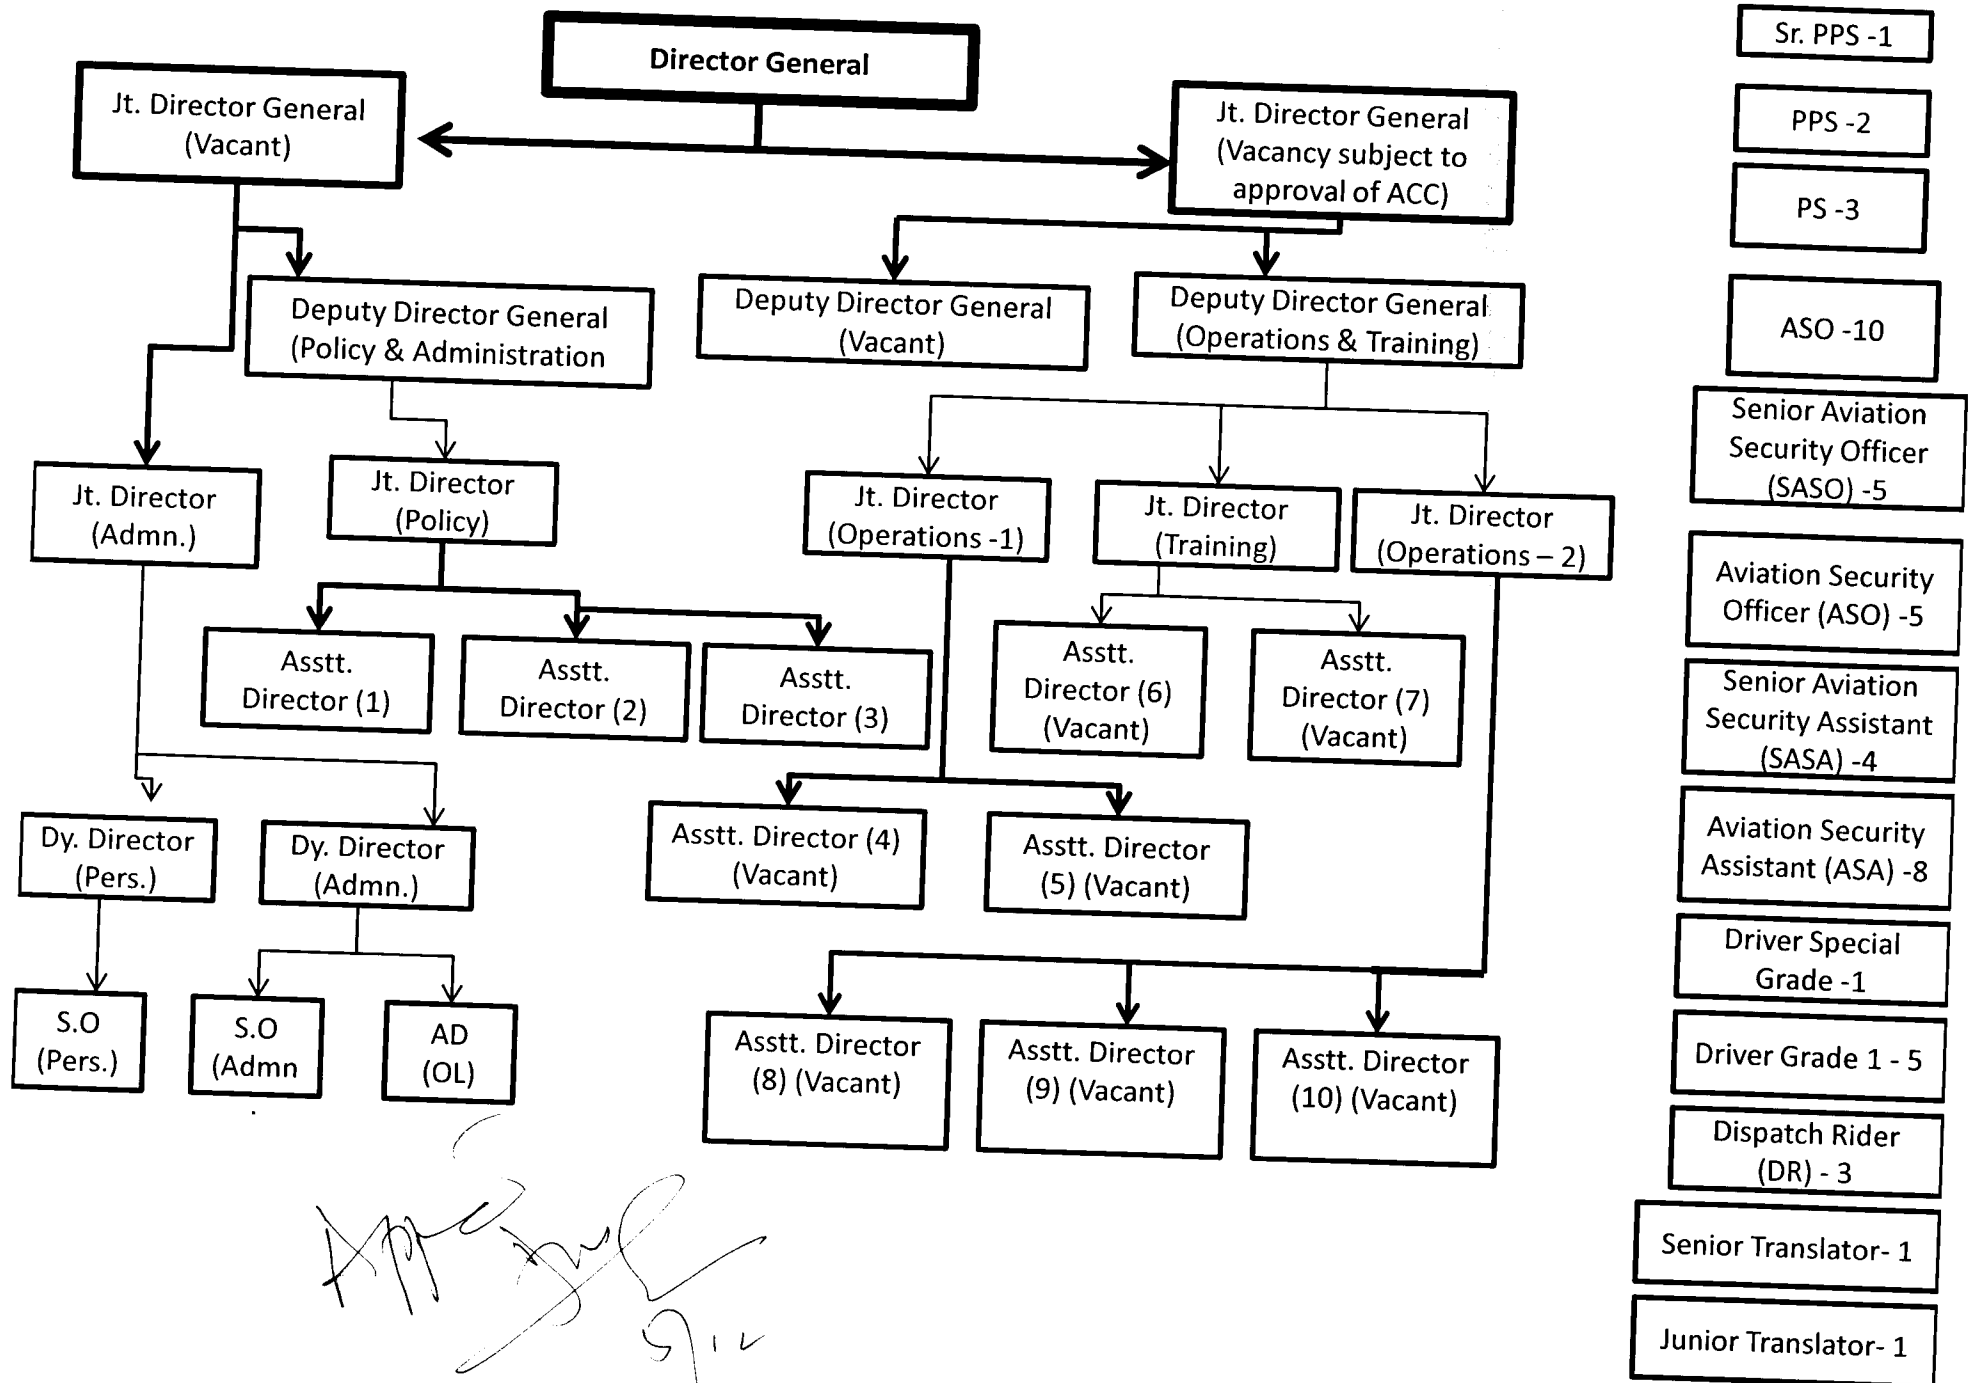 Director General
Jt. Director General
(Vacant)
Jt. Director General
(Vacancy subject to
approval of ACC)
Deputy Director General
(Policy & Administration
Deputy Director General
(Vacant)
Deputy Director General
(Operations & Training)
Jt. Director
(Admn.)
Jt. Director
(Policy)
Jt. Director
(Operations -1)
Jt. Director
(Training)
Jt. Director
(Operations – 2)
Asstt.
Director (1)
Asstt.
Director (2)
Asstt.
Director (3)
Asstt.
Director (6)
(Vacant)
Asstt.
Director (7)
(Vacant)
Dy. Director
(Pers.)
Dy. Director
(Admn.)
Asstt. Director (4)
(Vacant)
Asstt. Director
(5) (Vacant)
S.O
(Pers.)
S.O
(Admn
AD
(OL)
Asstt. Director
(8) (Vacant)
Asstt. Director
(9) (Vacant)
Asstt. Director
(10) (Vacant)
Sr. PPS -1
PPS -2
PS -3
ASO -10
Senior Aviation
Security Officer
(SASO) -5
Aviation Security
Officer (ASO) -5
Senior Aviation
Security Assistant
(SASA) -4
Aviation Security
Assistant (ASA) -8
Driver Special
Grade -1
Driver Grade 1 - 5
Dispatch Rider
(DR) - 3
Senior Translator- 1
Junior Translator- 1